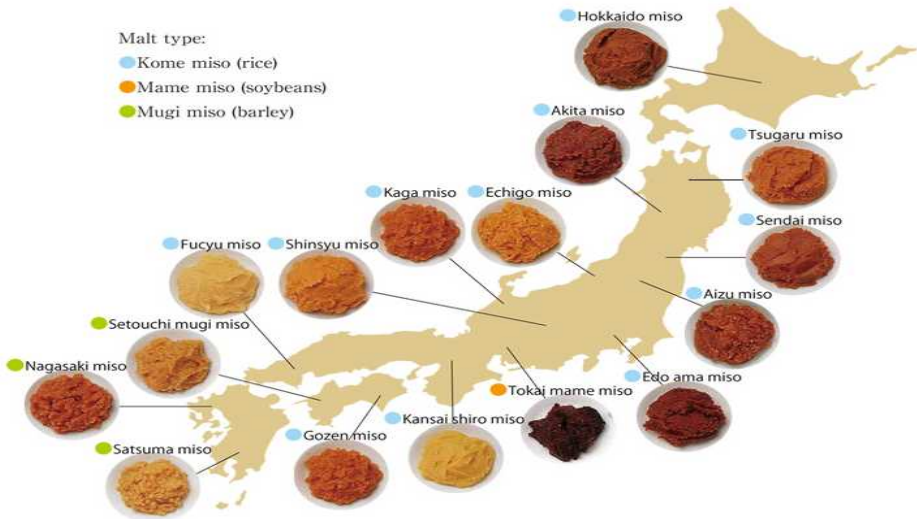 Malt type:
Kome miso (rice)
Mame miso (soybeans)
Mugi miso (barley)
Hokkaido miso
Akita miso
Tsugaru miso
Kaga miso
Echigo miso
Sendai miso
Fucyu miso
Shinsyu miso
Aizu miso
Setouchi mugi miso
Nagasaki miso
Tokai mame miso
Edo ama miso
Gozen miso
Kansai shiro miso
Satsuma miso